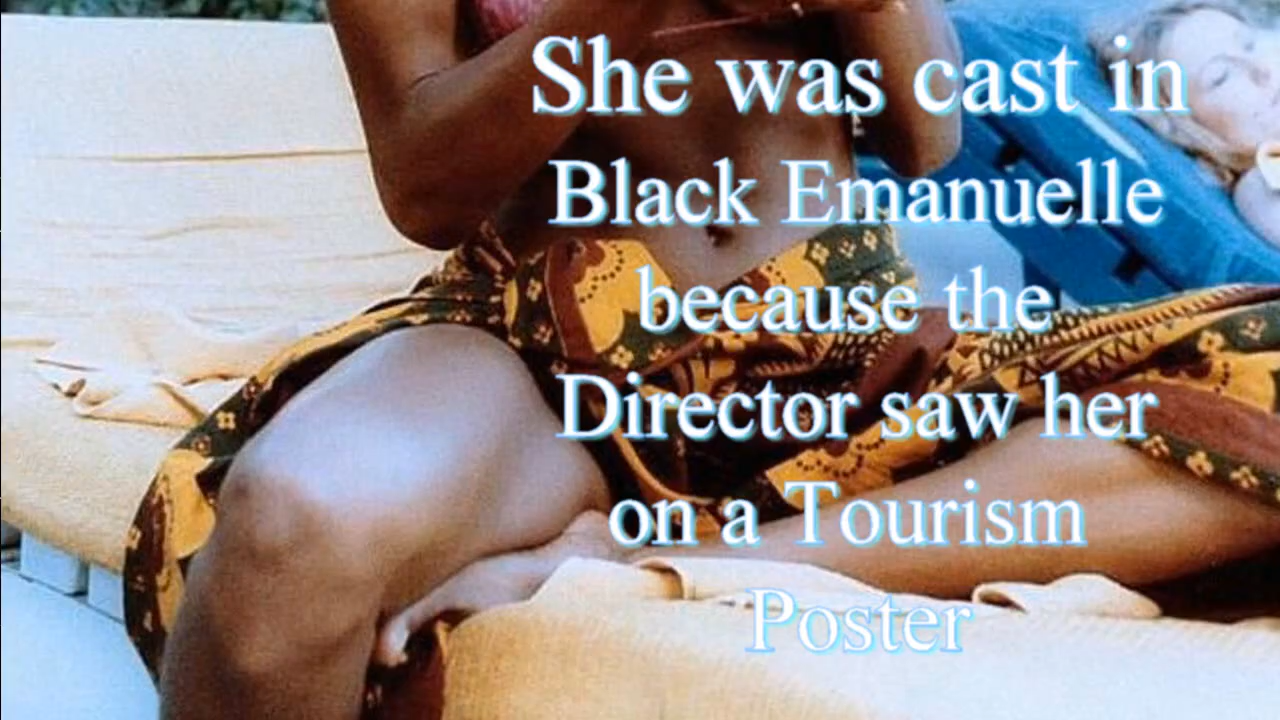 She was cast in
Black Emanuelle
because the
Director saw her
on a Tourism
Poster